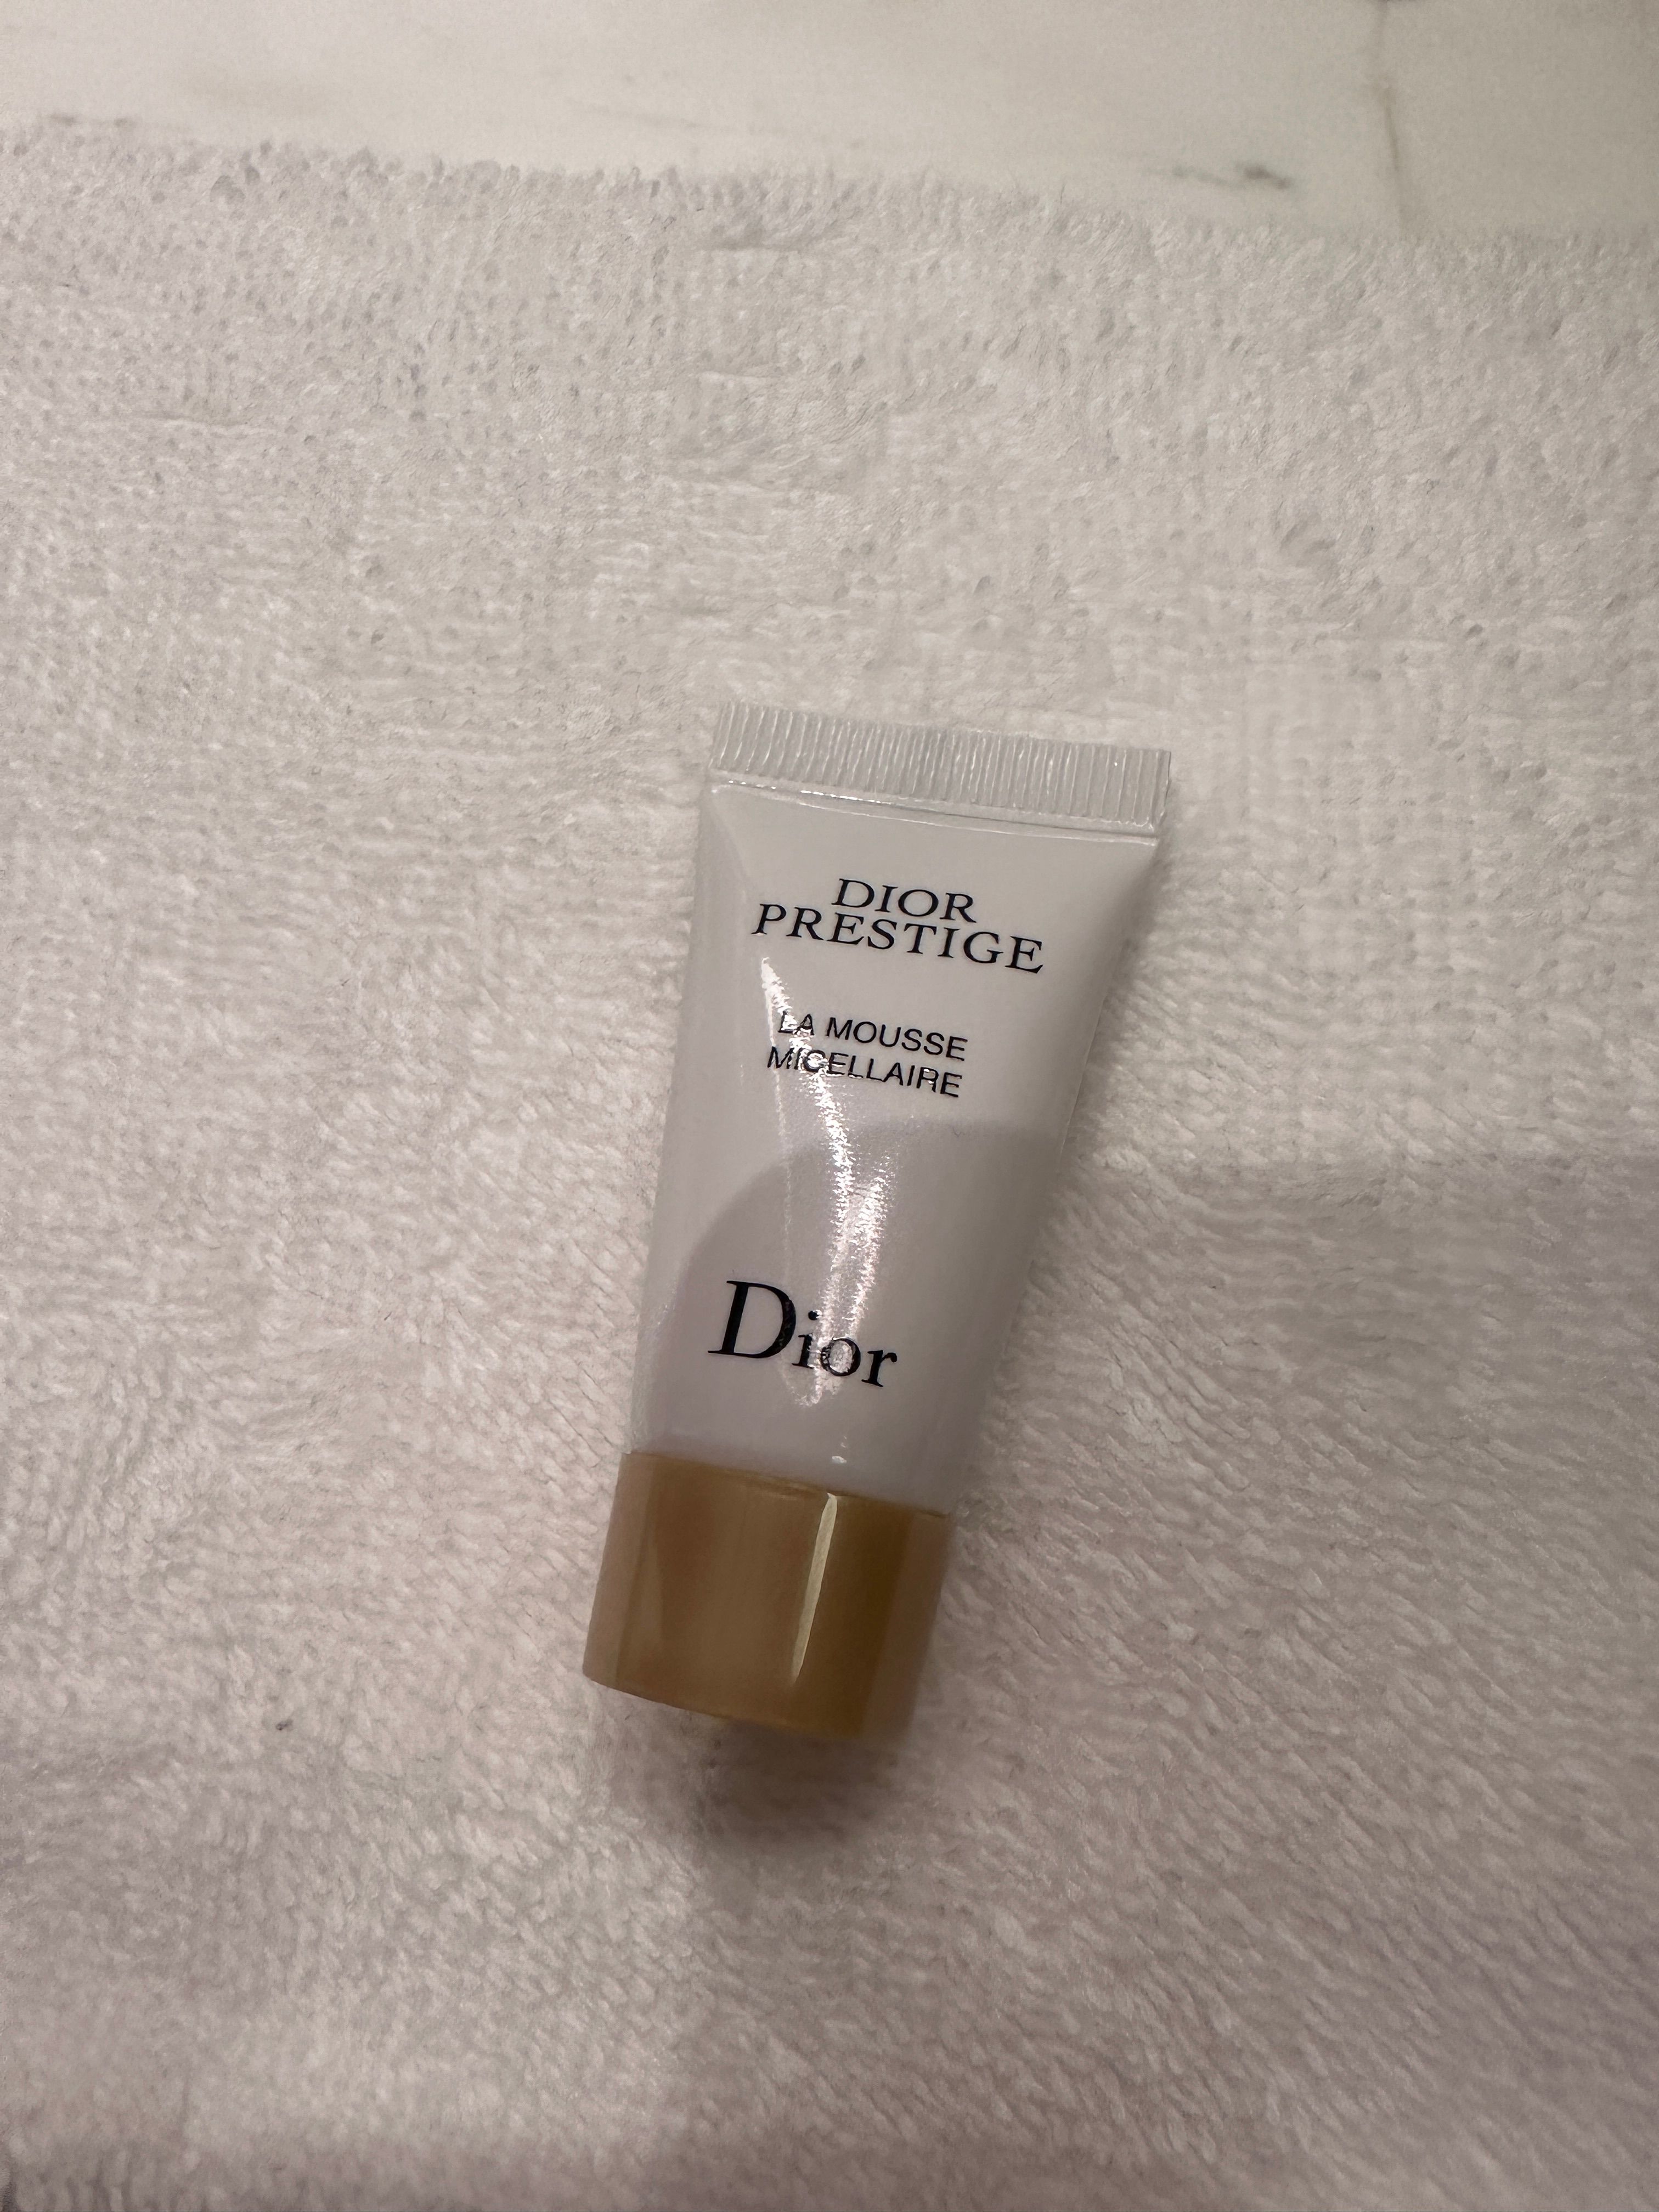 DIOR
PRESTIGE
LA MOUSSE
MICELLAIRE
Dior